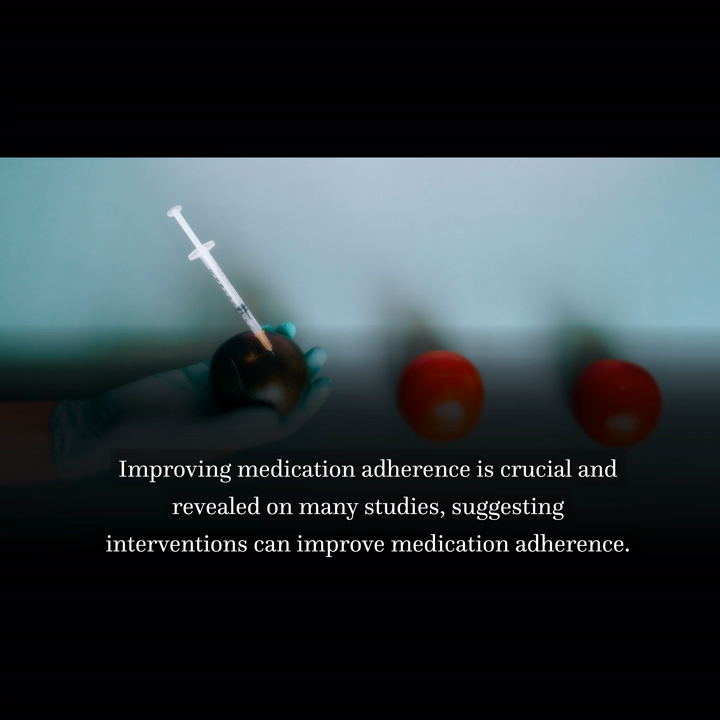 Improving medication adherence is crucial and
revealed on many studies, suggesting
interventions can improve medication adherence.